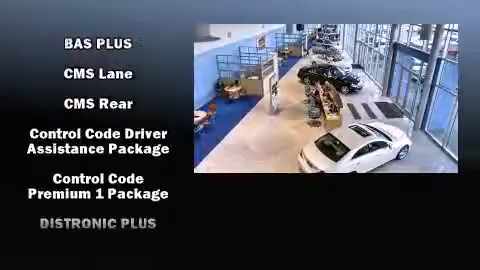 BAS PLUS
CMS Lane
CMS Rear
Control Code Driver
Assistance Package
Control Code
Premium 1 Package
DISTRONIC PLUS